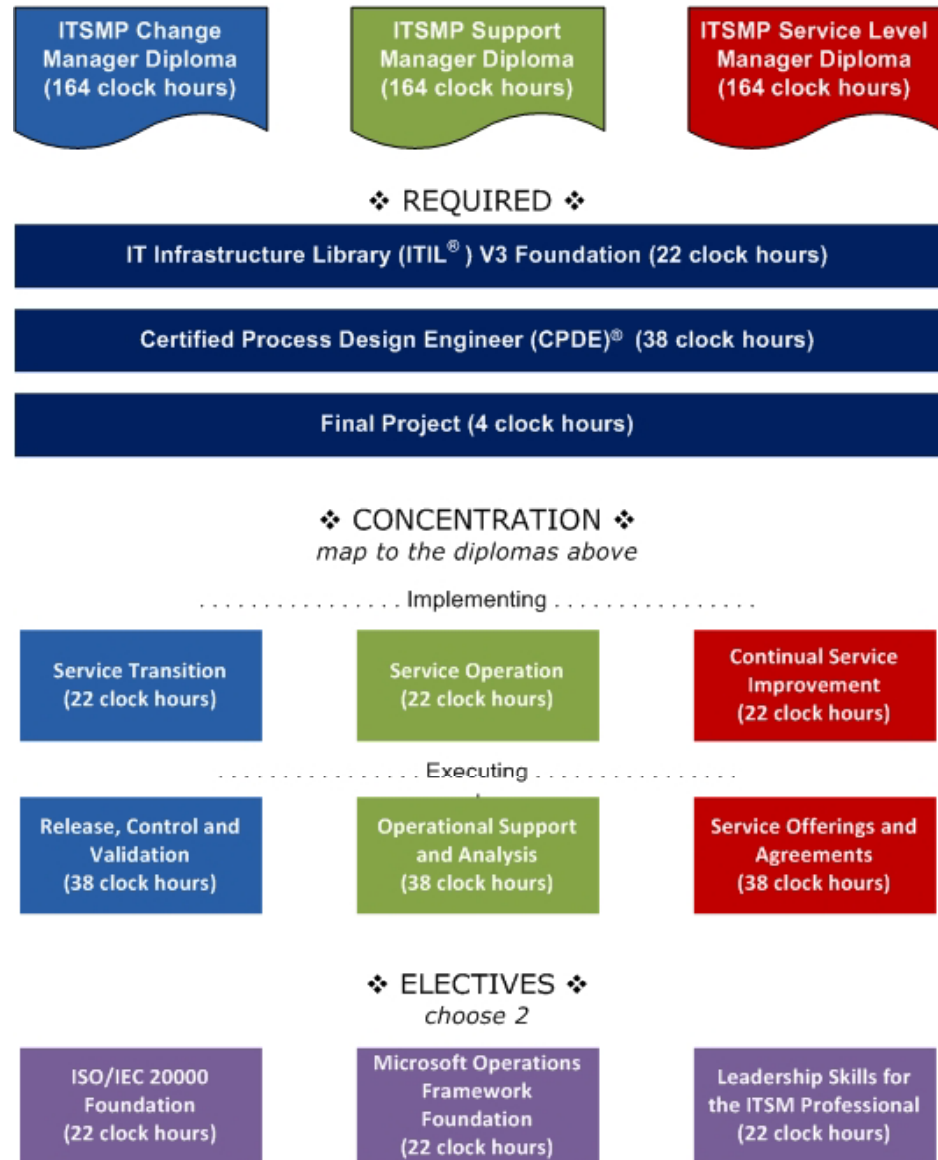 ITSMP Change
Manager Diploma
(164 clock hours)
ITSMP Support
Manager Diploma
(164 clock hours)
ITSMP Service Level
Manager Diploma
(164 clock hours)
❖ REQUIRED ❖
IT Infrastructure Library (ITIL® ) V3 Foundation (22 clock hours)
Certified Process Design Engineer (CPDE)® (38 clock hours)
Final Project (4 clock hours)
❖ CONCENTRATION ❖
map to the diplomas above
. . . . . . . . . . . . . . . . Implementing . . . . . . . . . . . . . . . .
Service Transition
(22 clock hours)
Service Operation
(22 clock hours)
Continual Service
Improvement
(22 clock hours)
. . . . . . . . . . . . . . . . Executing . . . . . . . . . . . . . . . .
Release, Control and
Validation
(38 clock hours)
Operational Support
and Analysis
(38 clock hours)
Service Offerings and
Agreements
(38 clock hours)
❖ ELECTIVES ❖
choose 2
ISO/IEC 20000
Foundation
(22 clock hours)
Microsoft Operations
Framework
Foundation
(22 clock hours)
Leadership Skills for
the ITSM Professional
(22 clock hours)